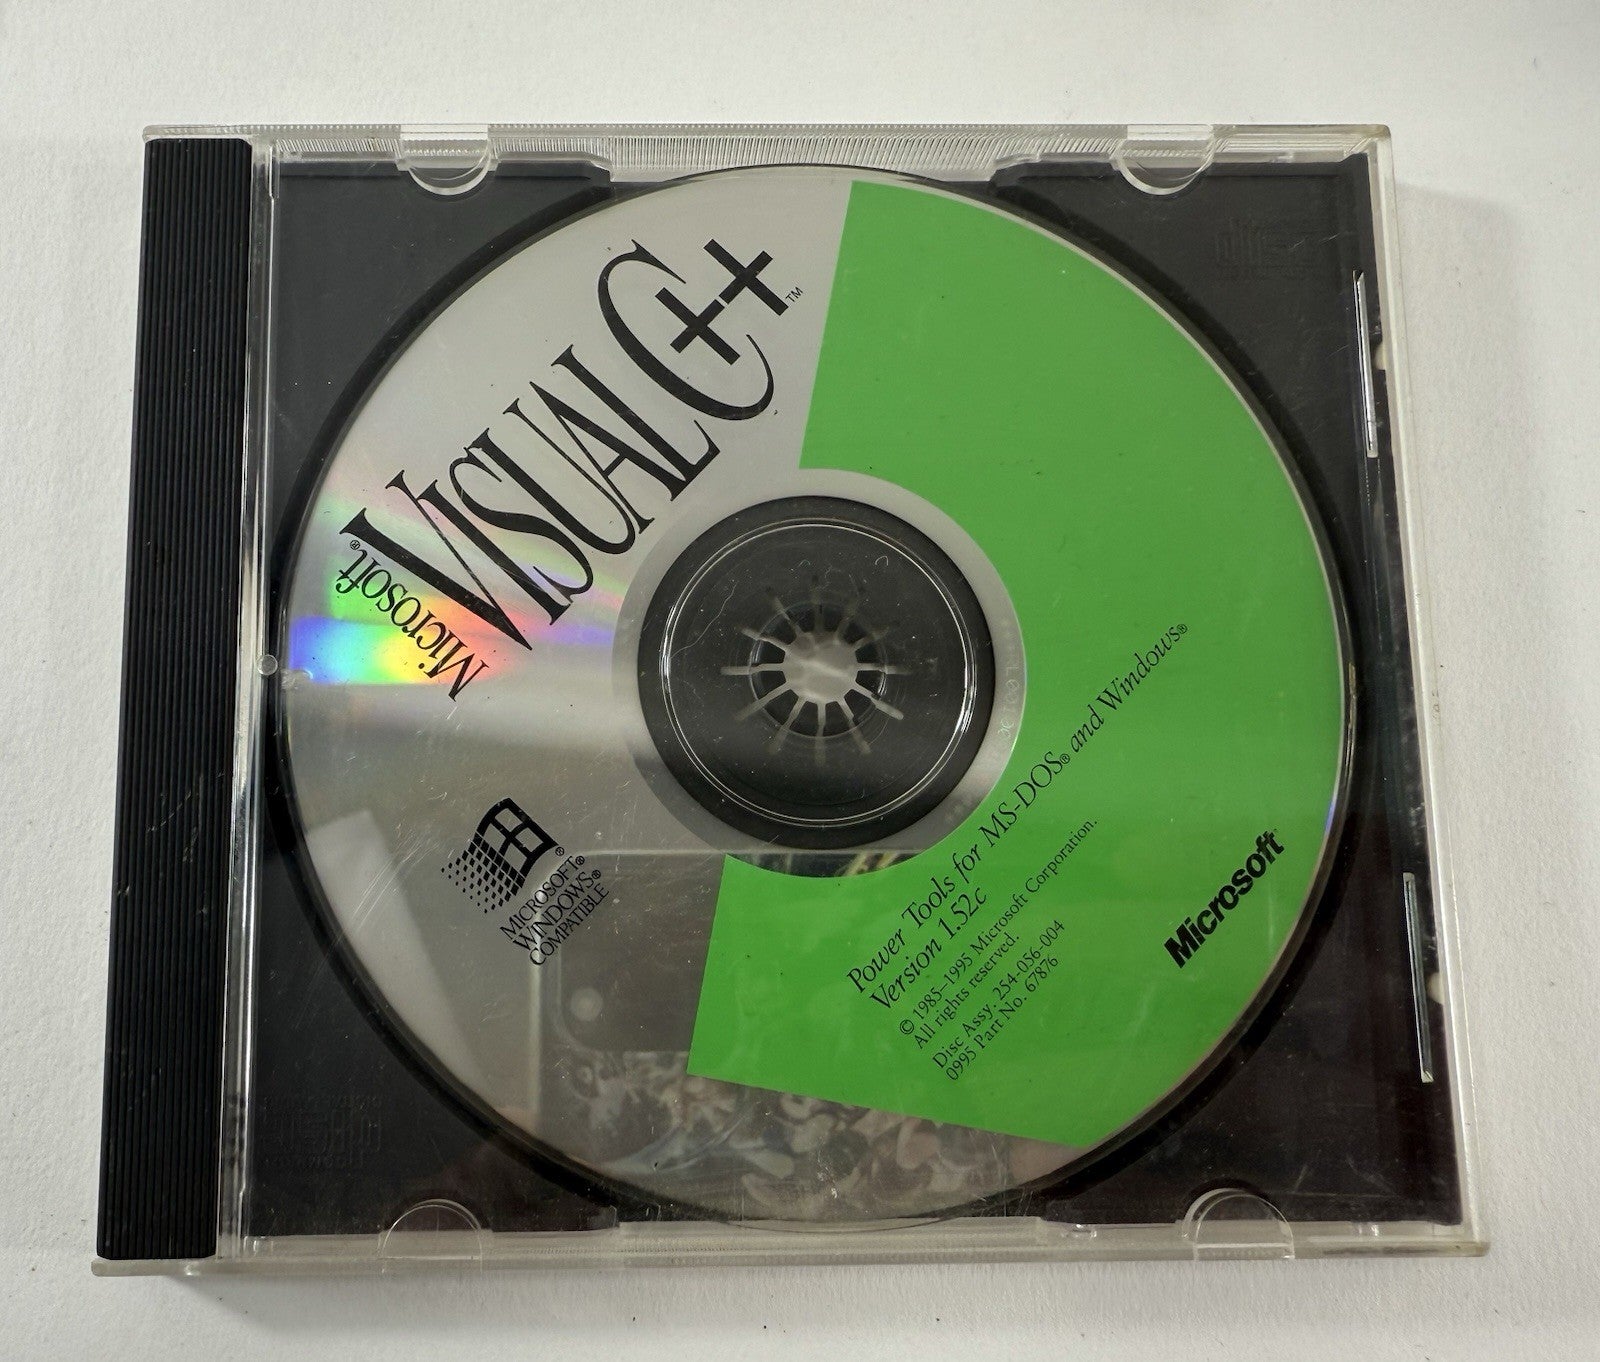 Microsoft®
VISUAL C++™
MICROSOFT®
WINDOWS®
COMPATIBLE
Power Tools for MS-DOS® and Windows®
Version 1.52c
© 1985–1995 Microsoft Corporation.
All rights reserved.
Disc Assy. 254-056-004
0995 Part No. 67876
Microsoft